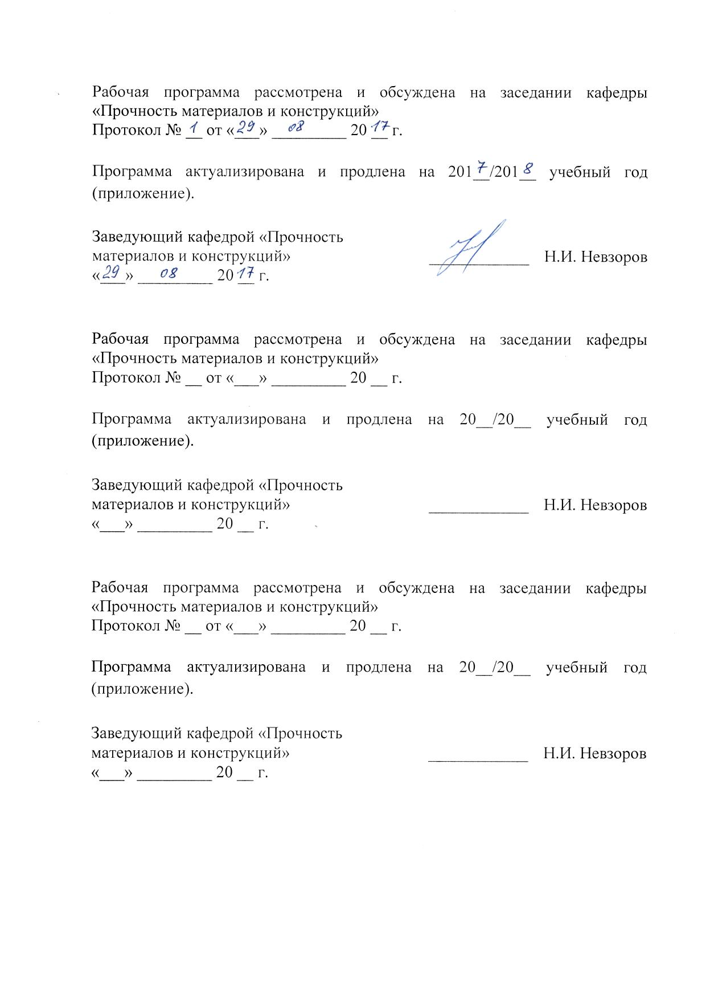 Рабочая программа рассмотрена и обсуждена на заседании кафедры
«Прочность материалов и конструкций»
Протокол № 1 от «29» 08 20 17 г.
Программа актуализирована и продлена на 2017/2018 учебный год
(приложение).
Заведующий кафедрой «Прочность
материалов и конструкций» ____________ Н.И. Невзоров
«29» 08 20 17 г.
Рабочая программа рассмотрена и обсуждена на заседании кафедры
«Прочность материалов и конструкций»
Протокол № __ от «___» _________ 20 __ г.
Программа актуализирована и продлена на 20__/20__ учебный год
(приложение).
Заведующий кафедрой «Прочность
материалов и конструкций» ____________ Н.И. Невзоров
«___» _________ 20 __ г.
Рабочая программа рассмотрена и обсуждена на заседании кафедры
«Прочность материалов и конструкций»
Протокол № __ от «___» _________ 20 __ г.
Программа актуализирована и продлена на 20__/20__ учебный год
(приложение).
Заведующий кафедрой «Прочность
материалов и конструкций» ____________ Н.И. Невзоров
«___» _________ 20 __ г.